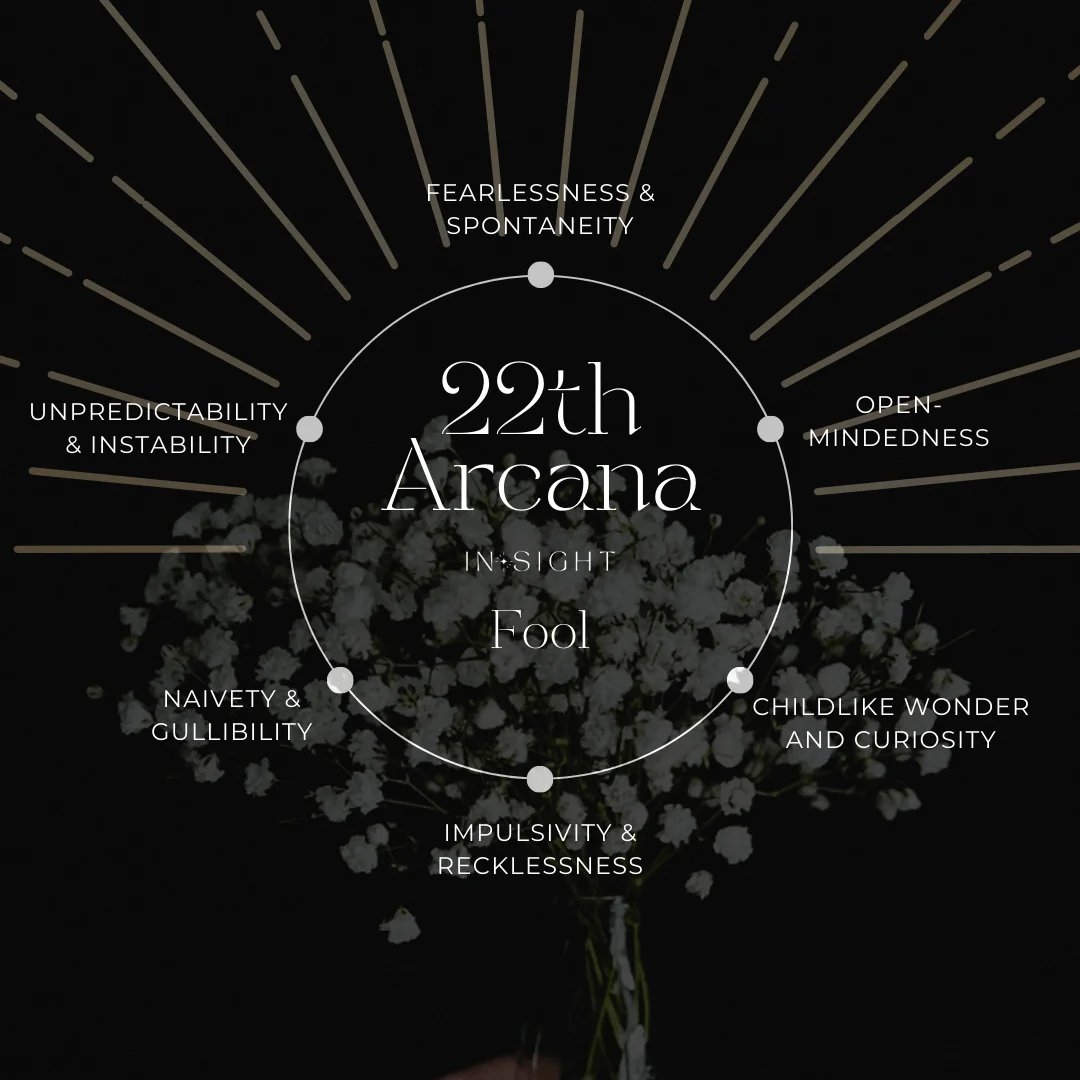 FEARLESSNESS &
SPONTANEITY
UNPREDICTABILITY
& INSTABILITY
OPEN-
MINDEDNESS
22th
Arcana
IN✦SIGHT
Fool
NAIVETY &
GULLIBILITY
CHILDLIKE WONDER
AND CURIOSITY
IMPULSIVITY &
RECKLESSNESS